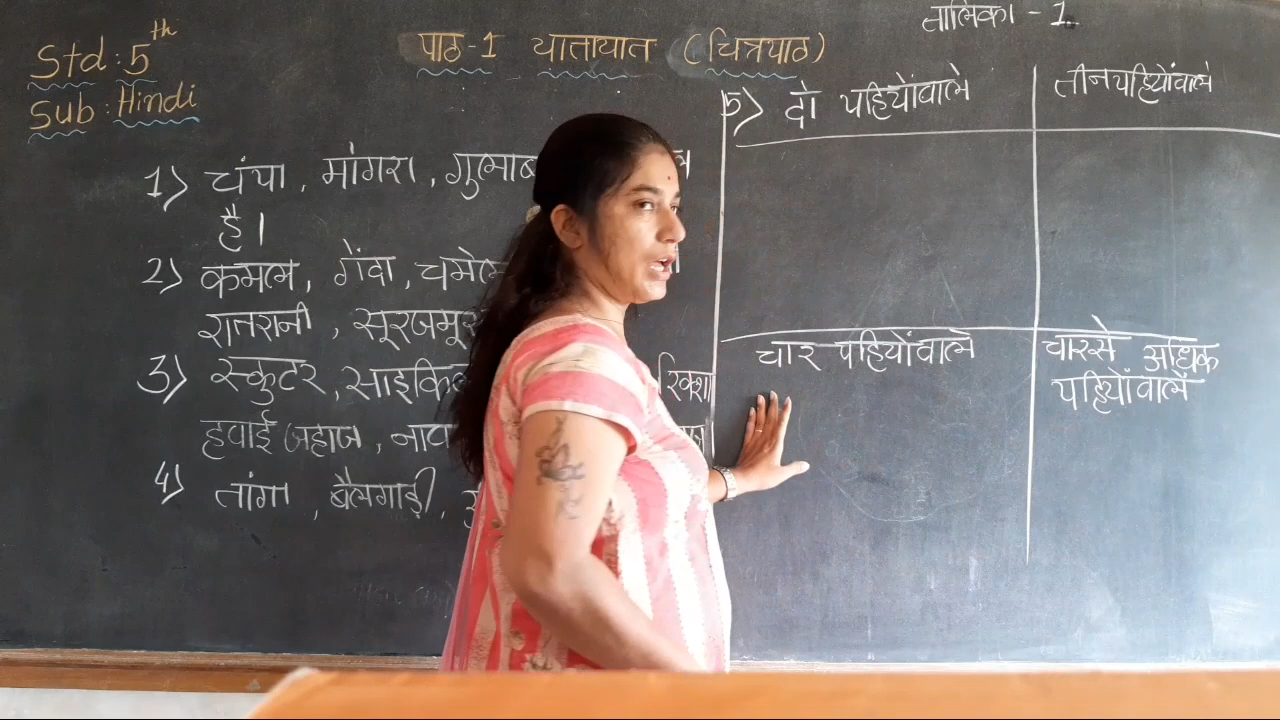 Std : 5th
Sub : Hindi
पाठ-1 यातायात (चित्रपाठ)
1) चंपा, मांगरा, गुलाब
है।
2) कमल, गेंदा, चमेल
रातरानी, सूरजमू
3) स्कुटर, साइकि रिक्शा
हवाई जहाज, नाव
4) तांगा, बैलगाड़ी,
तालिका - 1
5) दो पहियोंवाले तीनपहियोंवाले
चार पहियोंवाले चारसे अधिक
पहियोंवाले